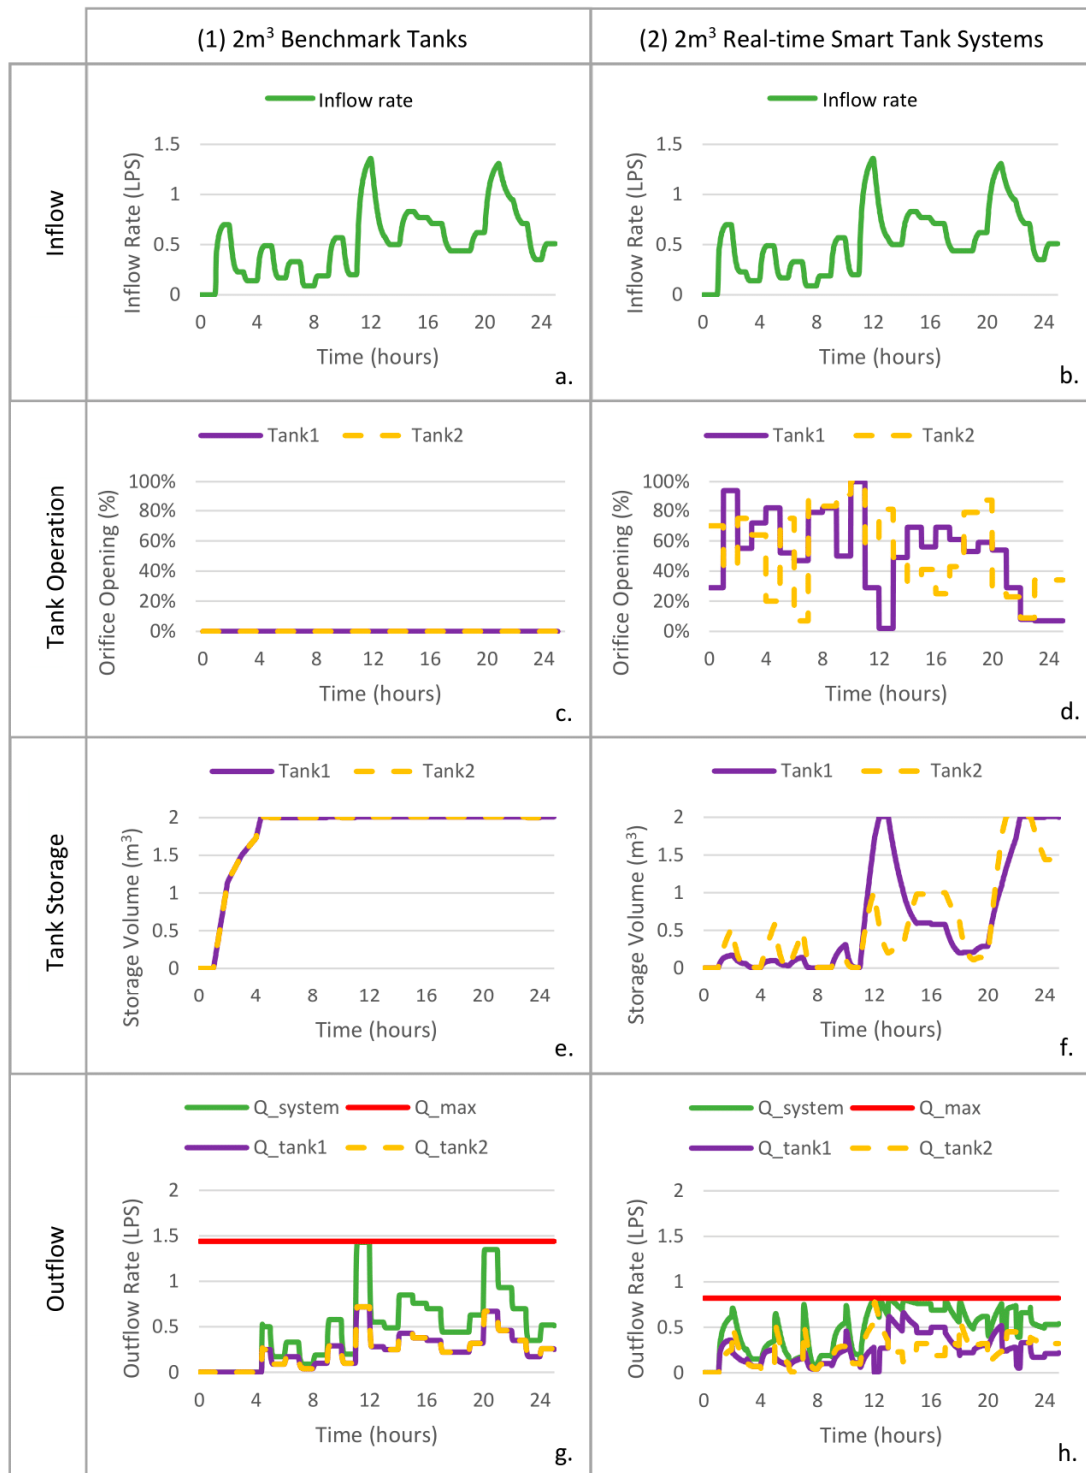 (1) 2m³ Benchmark Tanks
(2) 2m³ Real-time Smart Tank Systems
Inflow
Inflow rate
Inflow Rate (LPS)
1.5
1
0.5
0
0 4 8 12 16 20 24
Time (hours)
a.
Inflow rate
Inflow Rate (LPS)
1.5
1
0.5
0
0 4 8 12 16 20 24
Time (hours)
b.
Tank Operation
Tank1 Tank2
Orifice Opening (%)
100%
80%
60%
40%
20%
0%
0 4 8 12 16 20 24
Time (hours)
c.
Tank1 Tank2
Orifice Opening (%)
100%
80%
60%
40%
20%
0%
0 4 8 12 16 20 24
Time (hours)
d.
Tank Storage
Tank1 Tank2
Storage Volume (m³)
2
1.5
1
0.5
0
0 4 8 12 16 20 24
Time (hours)
e.
Tank1 Tank2
Storage Volume (m³)
2
1.5
1
0.5
0
0 4 8 12 16 20 24
Time (hours)
f.
Outflow
Q_system Q_max
Q_tank1 Q_tank2
Outflow Rate (LPS)
2
1.5
1
0.5
0
0 4 8 12 16 20 24
Time (hours)
g.
Q_system Q_max
Q_tank1 Q_tank2
Outflow Rate (LPS)
2
1.5
1
0.5
0
0 4 8 12 16 20 24
Time (hours)
h.